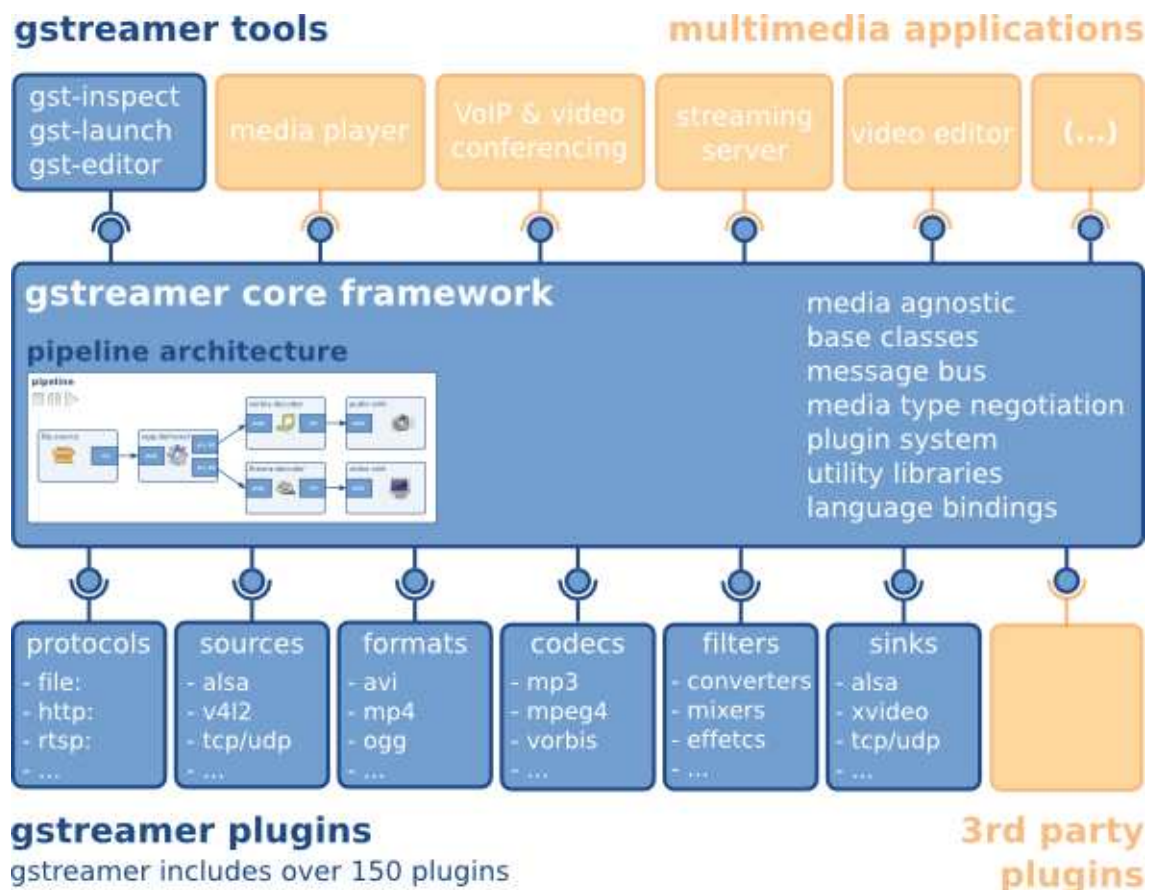 gstreamer tools
multimedia applications
gst-inspect
gst-launch
gst-editor
media player
VoIP & video
conferencing
streaming
server
video editor
(...)
gstreamer core framework
pipeline architecture
pipeline
media agnostic
base classes
message bus
media type negotiation
plugin system
utility libraries
language bindings
protocols
- file:
- http:
- rtsp:
- ...
sources
- alsa
- v4l2
- tcp/udp
- ...
formats
- avi
- mp4
- ogg
- ...
codecs
- mp3
- mpeg4
- vorbis
- ...
filters
- converters
- mixers
- effetcs
- ...
sinks
- alsa
- xvideo
- tcp/udp
- ...
gstreamer plugins
gstreamer includes over 150 plugins
3rd party
plugins